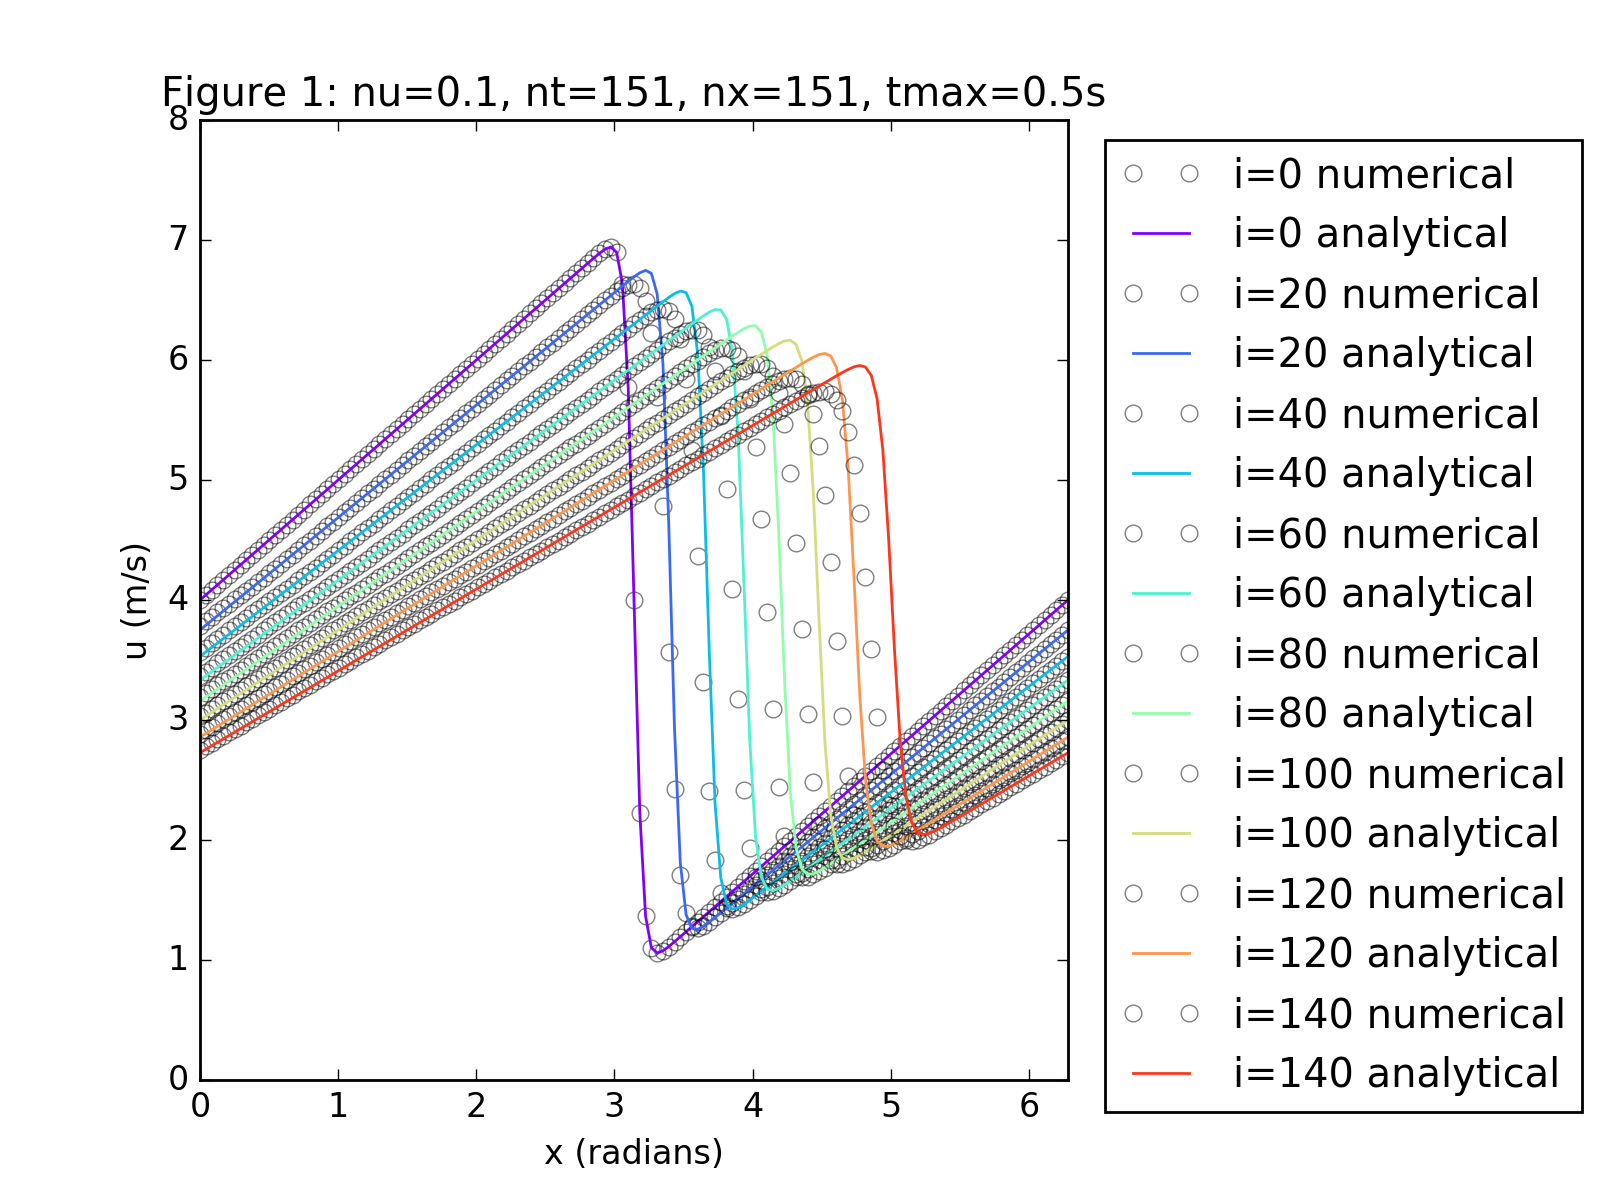 Figure 1: nu=0.1, nt=151, nx=151, tmax=0.5s
8
7
6
5
4
3
2
1
0
u (m/s)
0 1 2 3 4 5 6
x (radians)
i=0 numerical
i=0 analytical
i=20 numerical
i=20 analytical
i=40 numerical
i=40 analytical
i=60 numerical
i=60 analytical
i=80 numerical
i=80 analytical
i=100 numerical
i=100 analytical
i=120 numerical
i=120 analytical
i=140 numerical
i=140 analytical